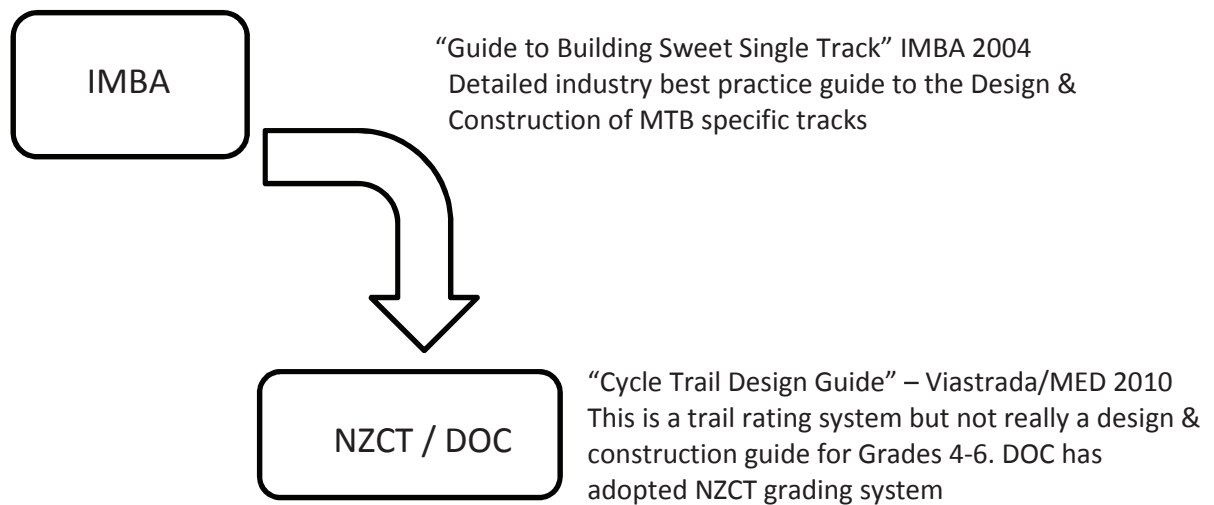 IMBA
“Guide to Building Sweet Single Track” IMBA 2004
Detailed industry best practice guide to the Design &
Construction of MTB specific tracks
NZCT / DOC
“Cycle Trail Design Guide” – Viastrada/MED 2010
This is a trail rating system but not really a design &
construction guide for Grades 4-6. DOC has
adopted NZCT grading system